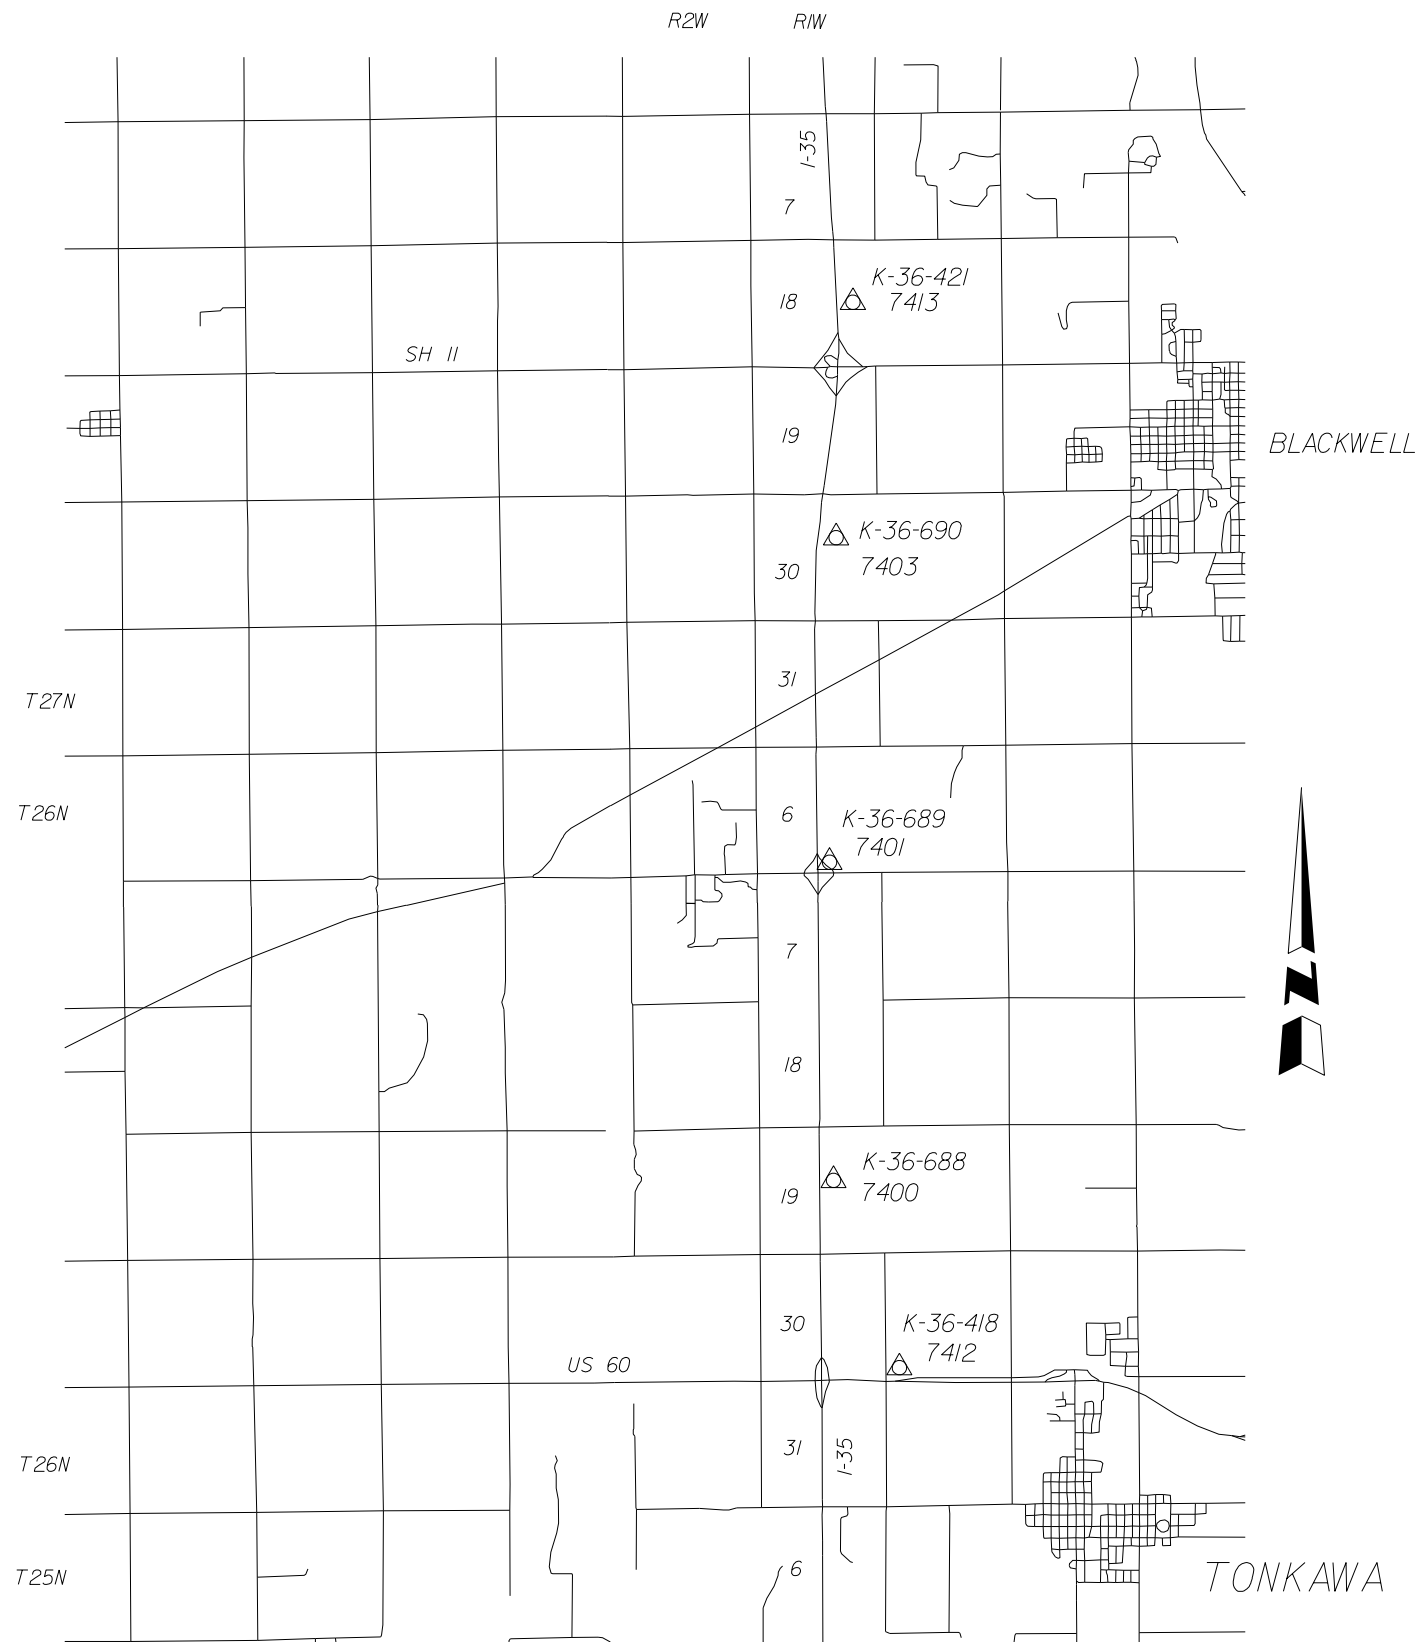 R2W R1W
I-35
7
K-36-421
18 7413
SH 11
19
BLACKWELL
K-36-690
30 7403
31
T27N
T26N
6
K-36-689
7401
7
N
18
K-36-688
19 7400
30
K-36-418
7412
US 60
31
I-35
T26N
6
T25N
TONKAWA